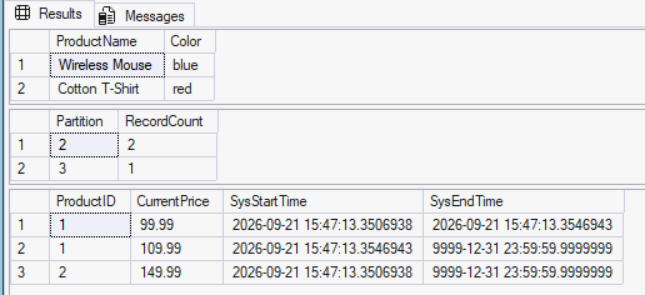 Results Messages
ProductName Color
1 Wireless Mouse blue
2 Cotton T-Shirt red
Partition RecordCount
1 2 2
2 3 1
ProductID CurrentPrice SysStartTime SysEndTime
1 1 99.99 2026-09-21 15:47:13.3506938 2026-09-21 15:47:13.3546943
2 1 109.99 2026-09-21 15:47:13.3546943 9999-12-31 23:59:59.9999999
3 2 149.99 2026-09-21 15:47:13.3506938 9999-12-31 23:59:59.9999999